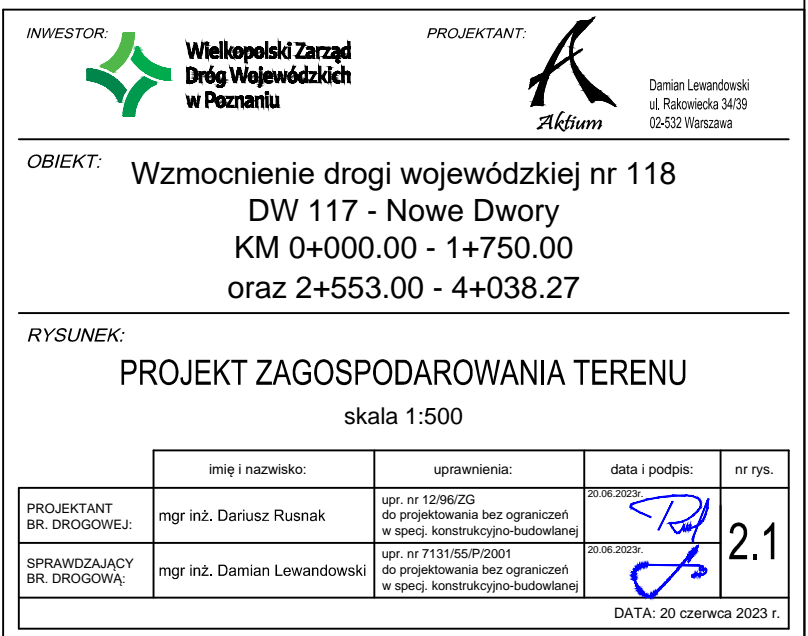 INWESTOR:
Wielkopolski Zarząd
Dróg Wojewódzkich
w Poznaniu
PROJEKTANT:
Aktium
Damian Lewandowski
ul. Rakowiecka 34/39
02-532 Warszawa
OBIEKT:
Wzmocnienie drogi wojewódzkiej nr 118
DW 117 - Nowe Dwory
KM 0+000.00 - 1+750.00
oraz 2+553.00 - 4+038.27
RYSUNEK:
PROJEKT ZAGOSPODAROWANIA TERENU
skala 1:500
imię i nazwisko:
uprawnienia:
data i podpis:
nr rys.
PROJEKTANT
BR. DROGOWEJ:
mgr inż. Dariusz Rusnak
upr. nr 12/96/ZG
do projektowania bez ograniczeń
w specj. konstrukcyjno-budowlanej
20.06.2023r.
2.1
SPRAWDZAJĄCY
BR. DROGOWĄ:
mgr inż. Damian Lewandowski
upr. nr 7131/55/P/2001
do projektowania bez ograniczeń
w specj. konstrukcyjno-budowlanej
20.06.2023r.
DATA: 20 czerwca 2023 r.